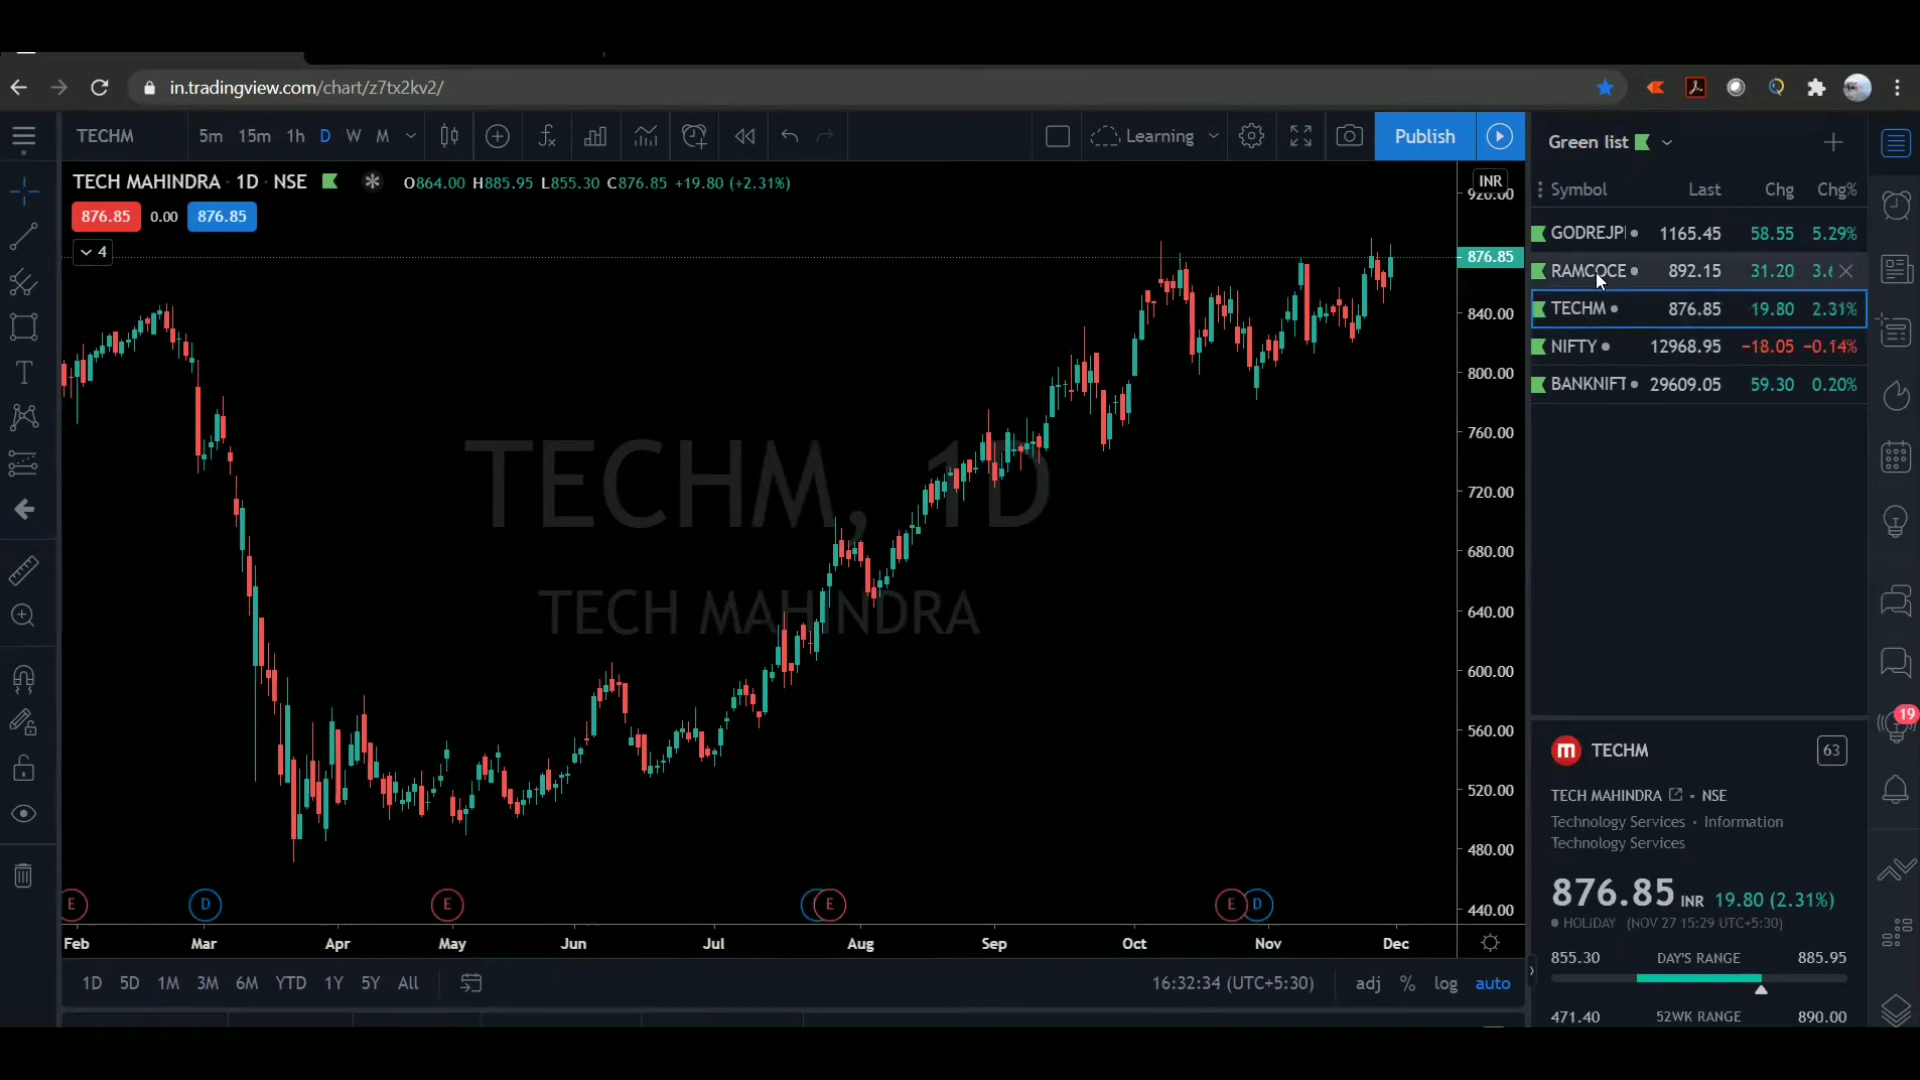 in.tradingview.com/chart/z7tx2kv2/
TECHM 5m 15m 1h D W M Learning Publish
TECH MAHINDRA · 1D · NSE O864.00 H885.95 L855.30 C876.85 +19.80 (+2.31%)
876.85 0.00 876.85
4
INR
920.00
876.85
840.00
800.00
760.00
720.00
680.00
640.00
600.00
560.00
520.00
480.00
440.00
TECHM, 1D
TECH MAHINDRA
E D E E E D
Feb Mar Apr May Jun Jul Aug Sep Oct Nov Dec
1D 5D 1M 3M 6M YTD 1Y 5Y All 16:32:34 (UTC+5:30) adj % log auto
Green list
Symbol Last Chg Chg%
GODREJP 1165.45 58.55 5.29%
RAMCOCE 892.15 31.20
TECHM 876.85 19.80 2.31%
NIFTY 12968.95 −18.05 −0.14%
BANKNIFT 29609.05 59.30 0.20%
19
m TECHM 63
TECH MAHINDRA · NSE
Technology Services · Information
Technology Services
876.85 INR 19.80 (2.31%)
HOLIDAY (NOV 27 15:29 UTC+5:30)
855.30 DAY'S RANGE 885.95
471.40 52WK RANGE 890.00